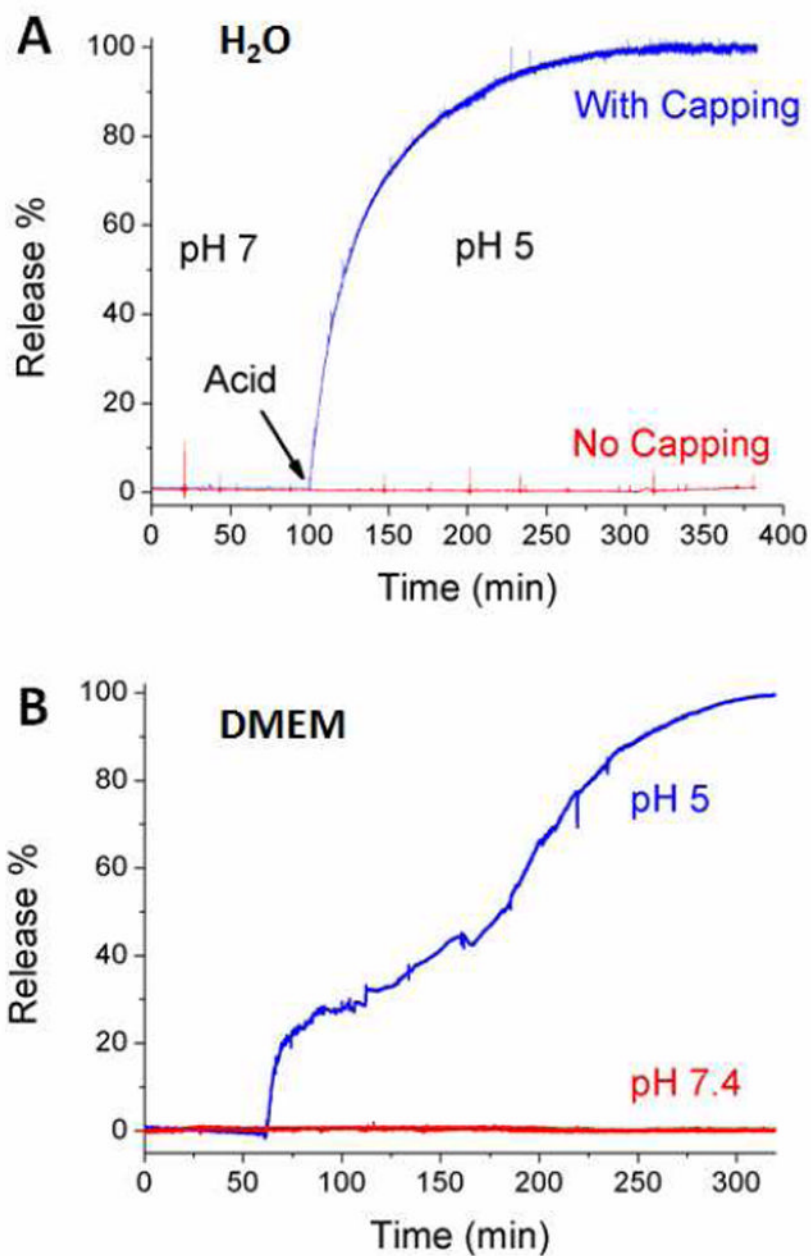 A
H₂O
100
80
60
40
20
0
Release %
With Capping
pH 7
pH 5
Acid
No Capping
0 50 100 150 200 250 300 350 400
Time (min)
B
DMEM
100
80
60
40
20
0
Release %
pH 5
pH 7.4
0 50 100 150 200 250 300
Time (min)